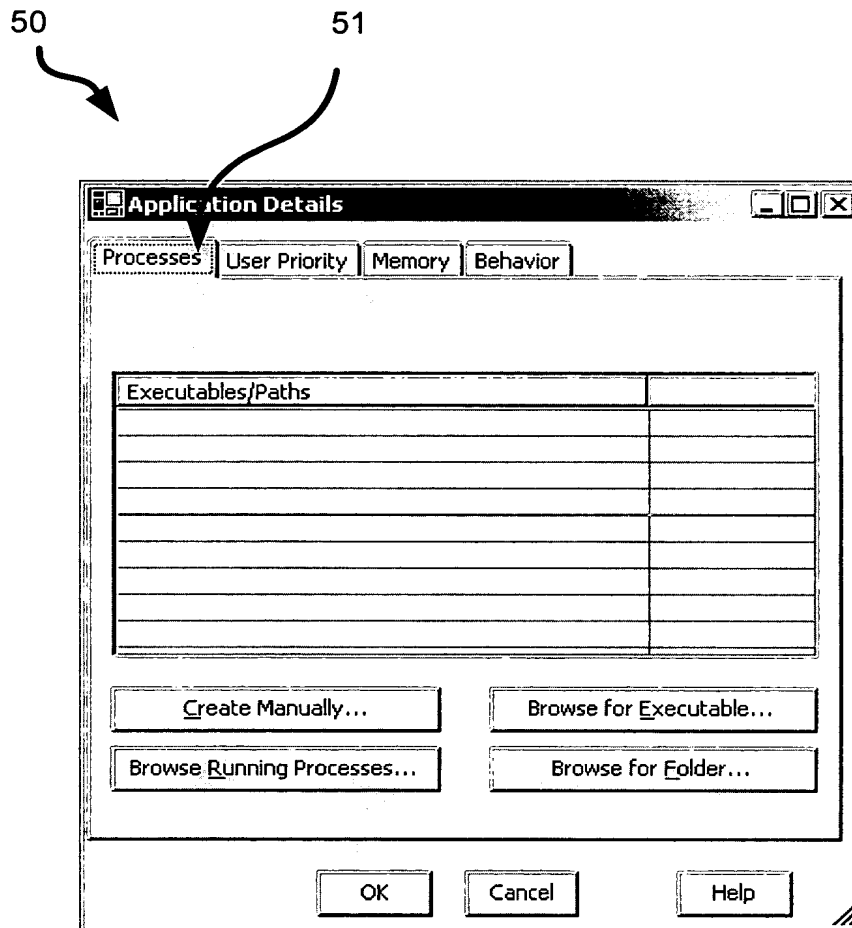 50 51
Application Details
Processes User Priority Memory Behavior
Executables/Paths
Create Manually... Browse for Executable...
Browse Running Processes... Browse for Folder...
OK Cancel Help